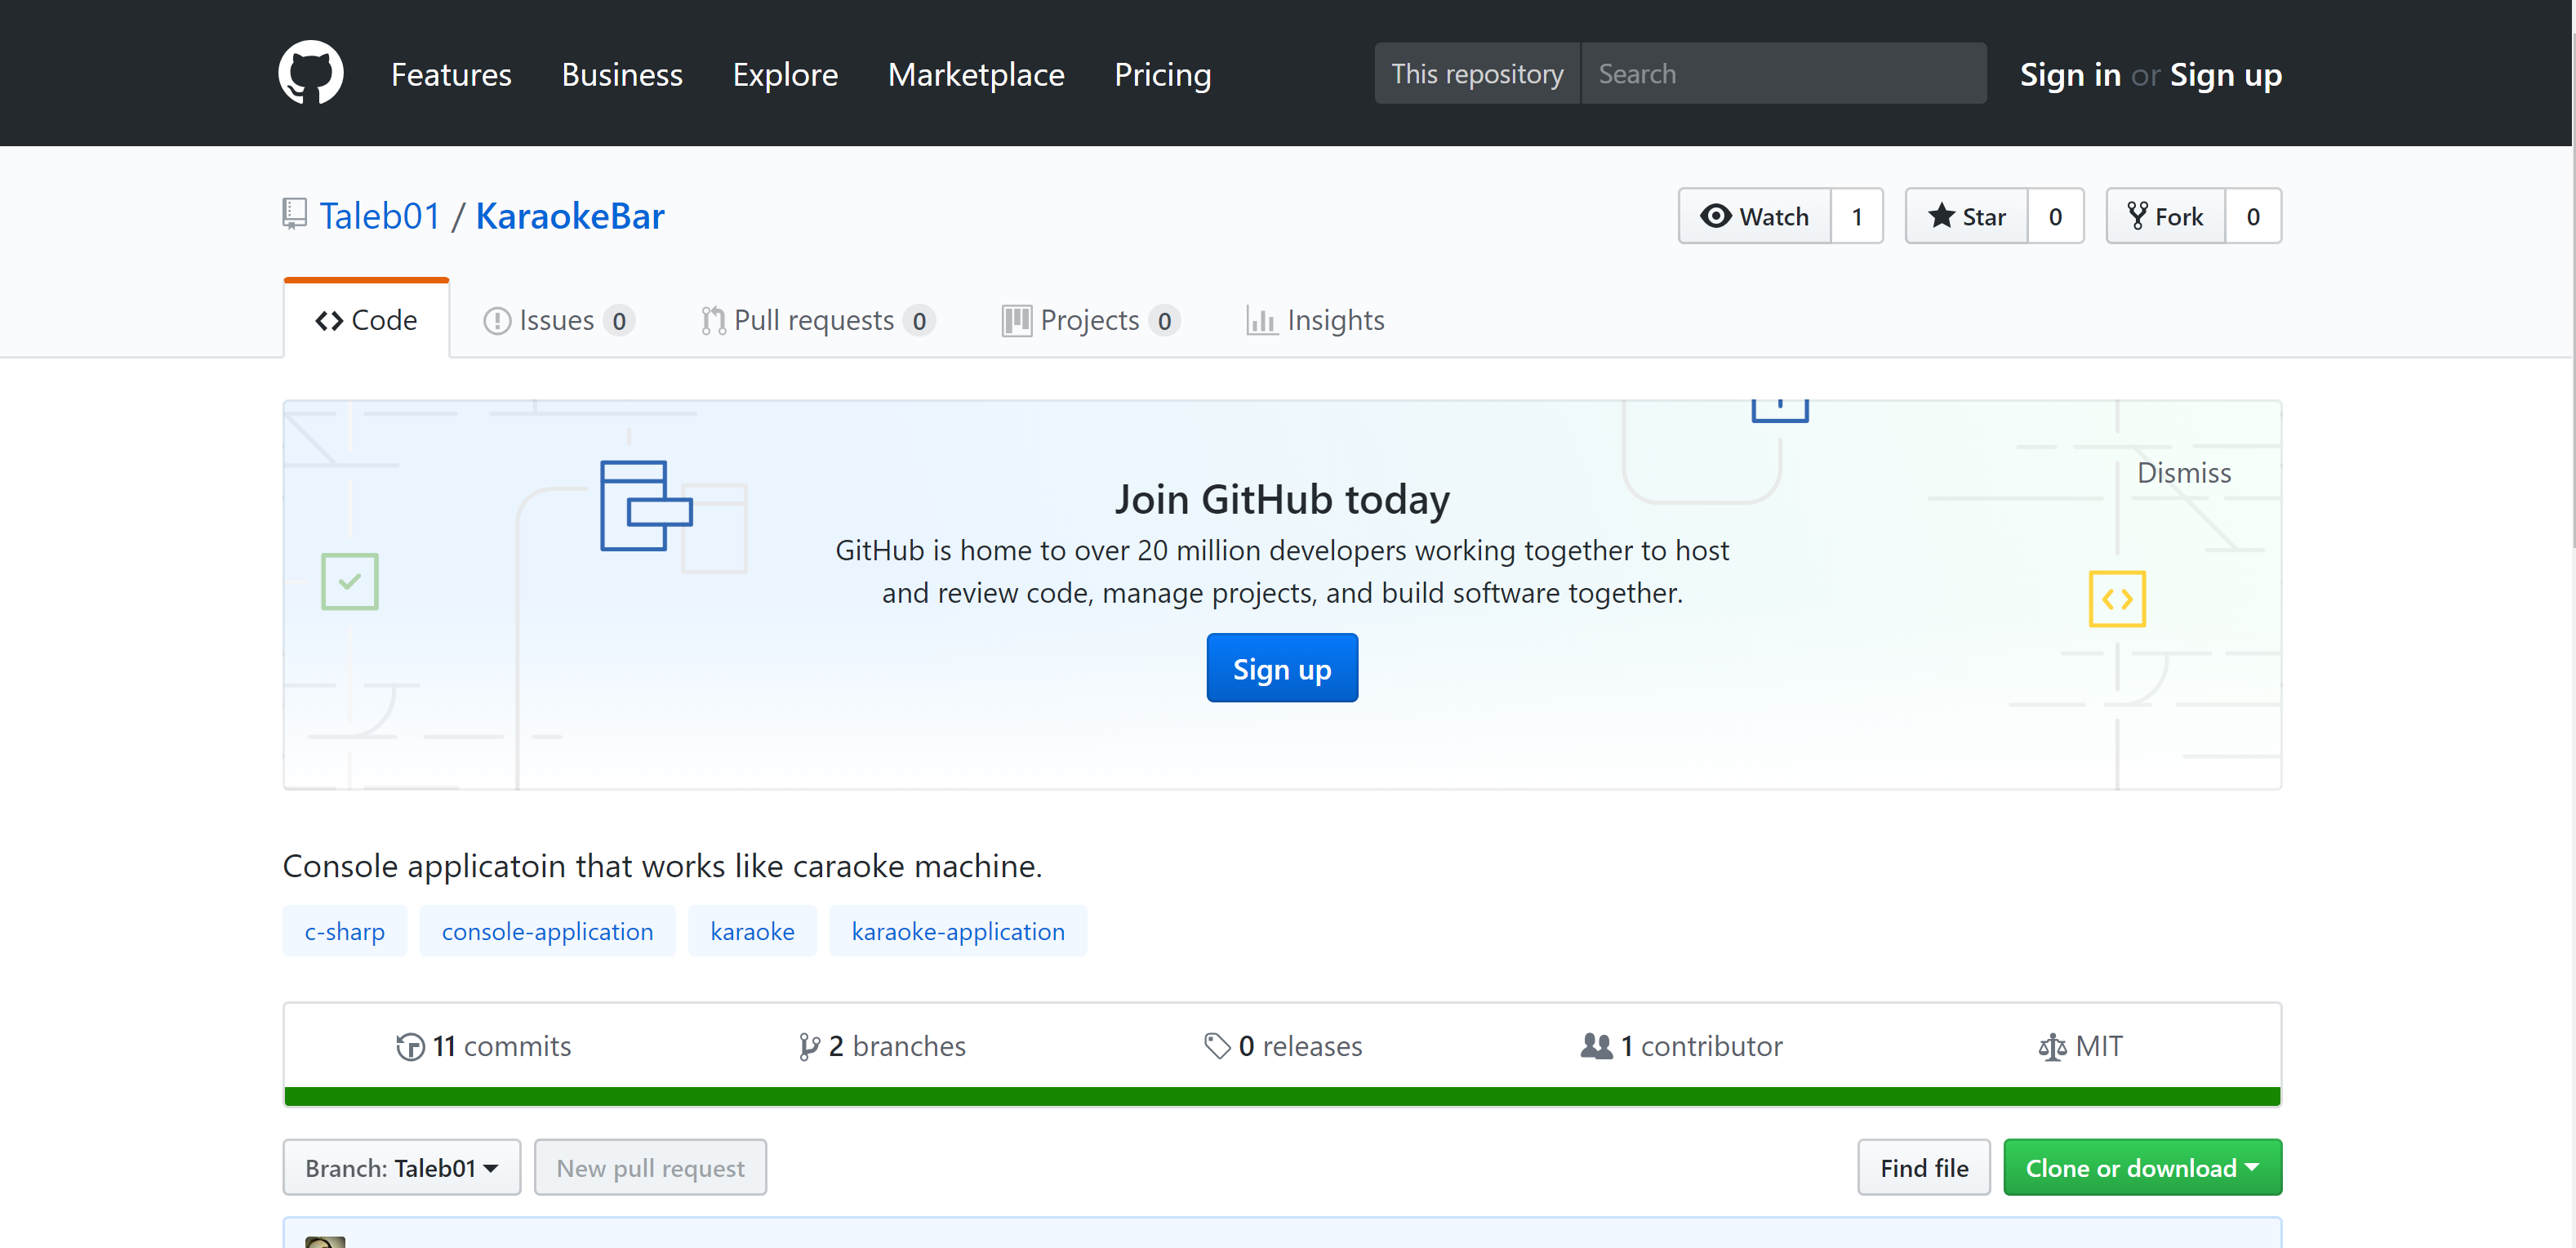 Features Business Explore Marketplace Pricing This repository Search Sign in or Sign up
Taleb01 / KaraokeBar Watch 1 Star 0 Fork 0
Code Issues 0 Pull requests 0 Projects 0 Insights
Dismiss
Join GitHub today
GitHub is home to over 20 million developers working together to host
and review code, manage projects, and build software together.
Sign up
Console applicatoin that works like caraoke machine.
c-sharp console-application karaoke karaoke-application
11 commits 2 branches 0 releases 1 contributor MIT
Branch: Taleb01 New pull request Find file Clone or download